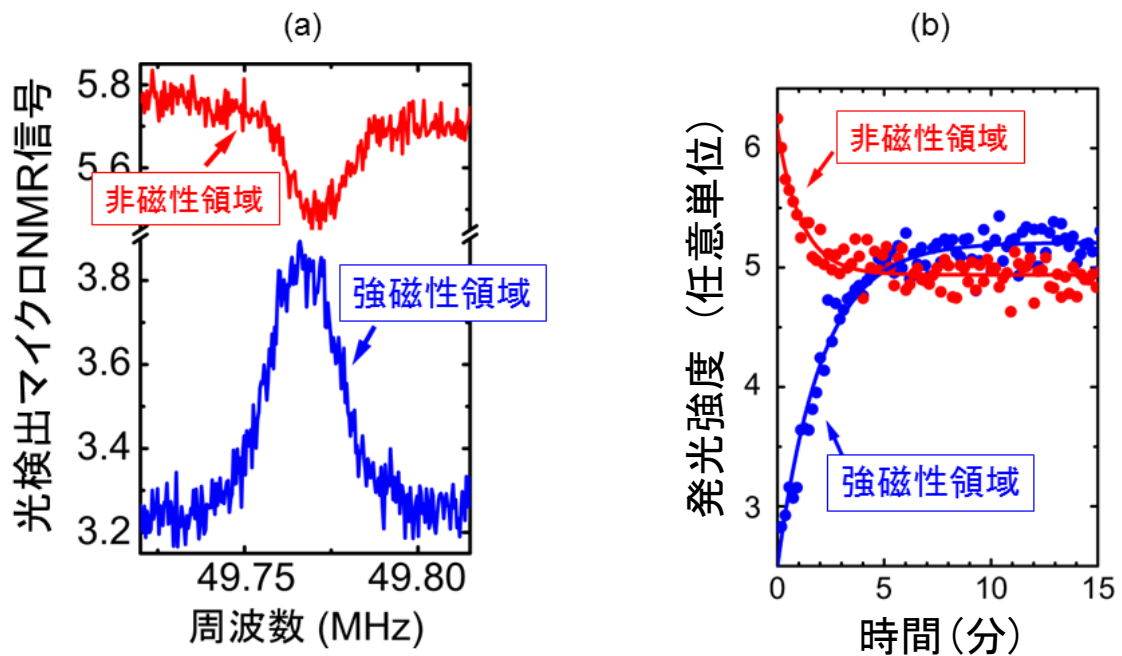 (a)
光検出マイクロNMR信号
5.8
5.6
3.8
3.6
3.4
3.2
非磁性領域
強磁性領域
49.75
49.80
周波数 (MHz)
(b)
発光強度 (任意単位)
6
5
4
3
非磁性領域
強磁性領域
0
5
10
15
時間(分)